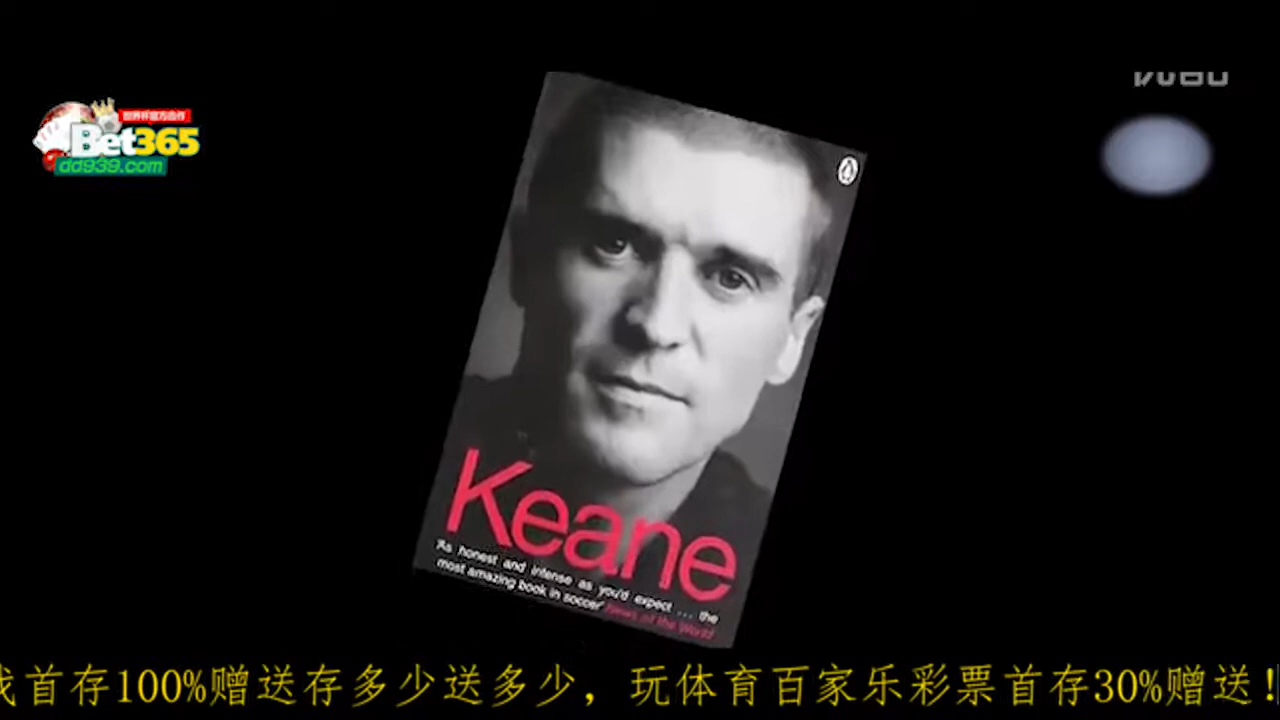 世界杯官方合作
Bet365
dd939.com
Keane
'As honest and intense as you'd expect ... the
most amazing book in soccer' News of the World
首存100%赠送存多少送多少，玩体育百家乐彩票首存30%赠送！